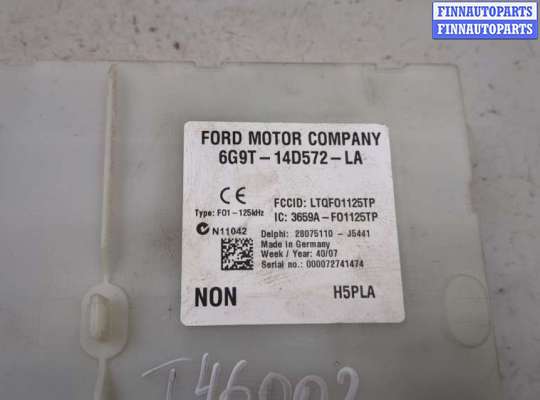 FINNAUTOPARTS
FINNAUTOPARTS
FORD MOTOR COMPANY
6G9T-14D572-LA
CE
FCCID: LTQFO1125TP
Type: FO1-125kHz
IC: 3659A-FO1125TP
N11042
Delphi: 28075110 - J5441
Made in Germany
Week / Year: 40/07
Serial no.: 000072741474
NON
H5PLA
T46002